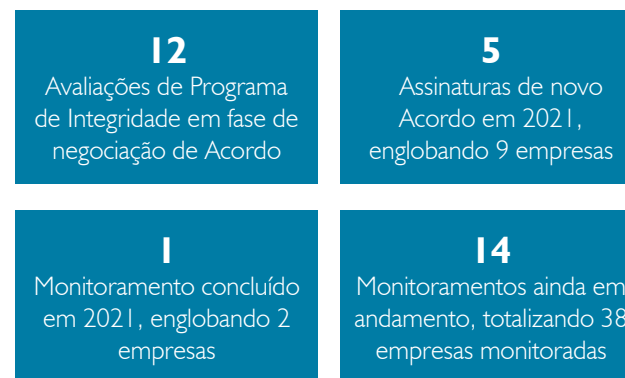 12
Avaliações de Programa
de Integridade em fase de
negociação de Acordo
5
Assinaturas de novo
Acordo em 2021,
englobando 9 empresas
1
Monitoramento concluído
em 2021, englobando 2
empresas
14
Monitoramentos ainda em
andamento, totalizando 38
empresas monitoradas